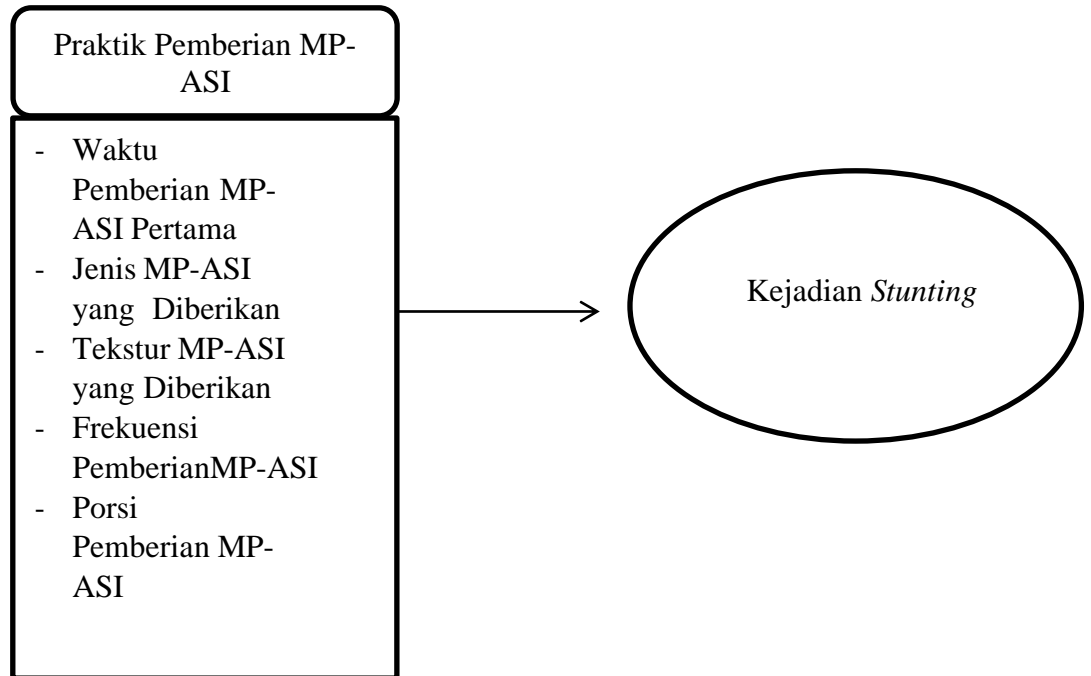 Praktik Pemberian MP-
ASI
- Waktu
Pemberian MP-
ASI Pertama
- Jenis MP-ASI
yang Diberikan
- Tekstur MP-ASI
yang Diberikan
- Frekuensi
PemberianMP-ASI
- Porsi
Pemberian MP-
ASI
Kejadian Stunting